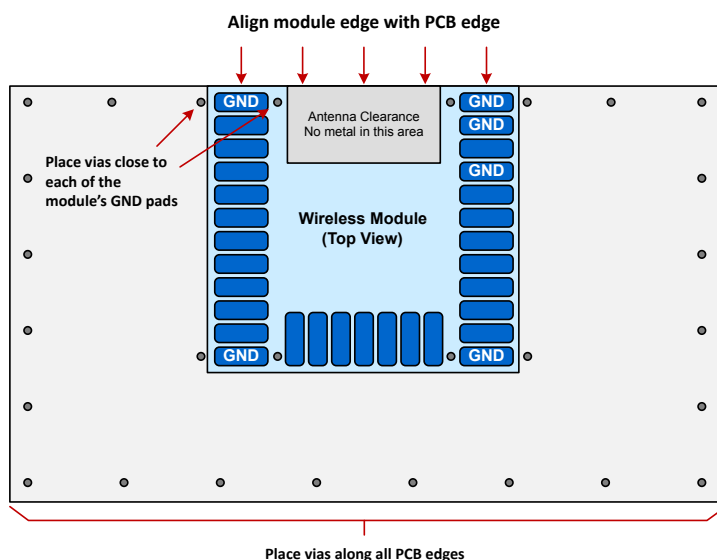 Align module edge with PCB edge
GND
GND
Antenna Clearance
No metal in this area
GND
Place vias close to
each of the
module's GND pads
GND
Wireless Module
(Top View)
GND
GND
Place vias along all PCB edges